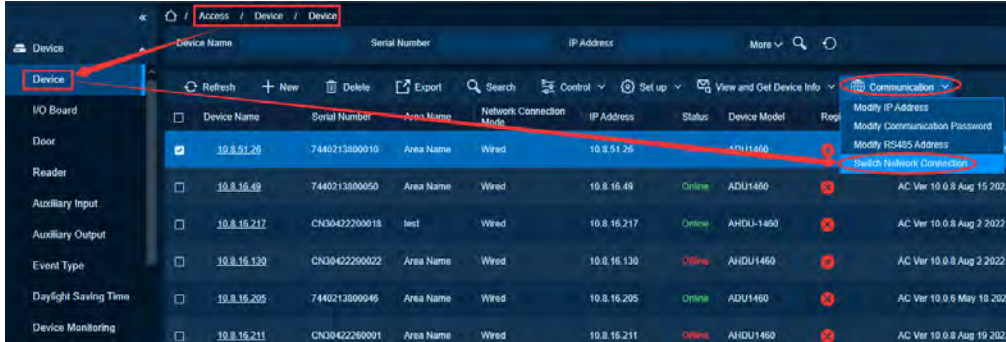 « Access / Device / Device
Device Name Serial Number IP Address More
Device
Device
I/O Board
Door
Reader
Auxiliary Input
Auxiliary Output
Event Type
Daylight Saving Time
Device Monitoring
Refresh New Delete Export Search Control Set up View and Get Device Info Communication
Modify IP Address
Modify Communication Password
Modify RS485 Address
Switch Network Connection
Device Name Serial Number Area Name Network Connection Mode IP Address Status Device Model Regi
10.8.51.26 7440213800010 Area Name Wired 10.8.51.26 ADU1460
10.8.16.49 7440213800050 Area Name Wired 10.8.16.49 Online ADU1460 AC Ver 10.0.8 Aug 15 202
10.8.16.217 CN30422200018 test Wired 10.8.16.217 Online AHDU-1460 AC Ver 10.0.8 Aug 2 2022
10.8.16.130 CN30422290022 Area Name Wired 10.8.16.130 Offline AHDU1460 AC Ver 10.0.8 Aug 2 2022
10.8.16.205 7440213800046 Area Name Wired 10.8.16.205 Online ADU1460 AC Ver 10.0.6 May 18 202
10.8.16.211 CN30422260001 Area Name Wired 10.8.16.211 Offline AHDU1460 AC Ver 10.0.8 Aug 19 202